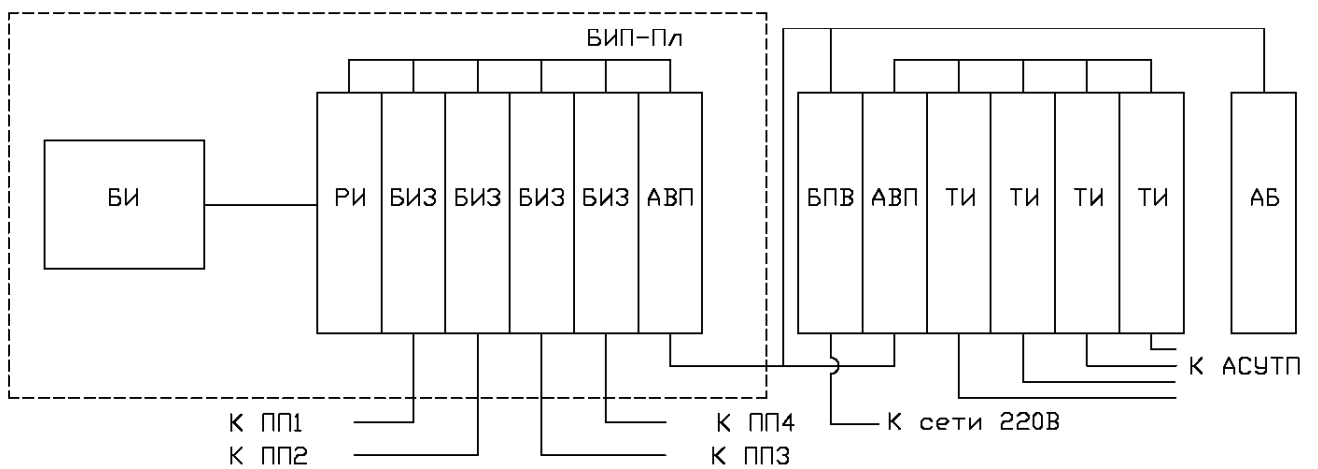 БИП-Пл
БИ
РИ БИЗ БИЗ БИЗ БИЗ АВП
БПВ АВП ТИ ТИ ТИ ТИ
АБ
К АСУТП
К ПП1
К ПП4
К сети 220В
К ПП2
К ПП3